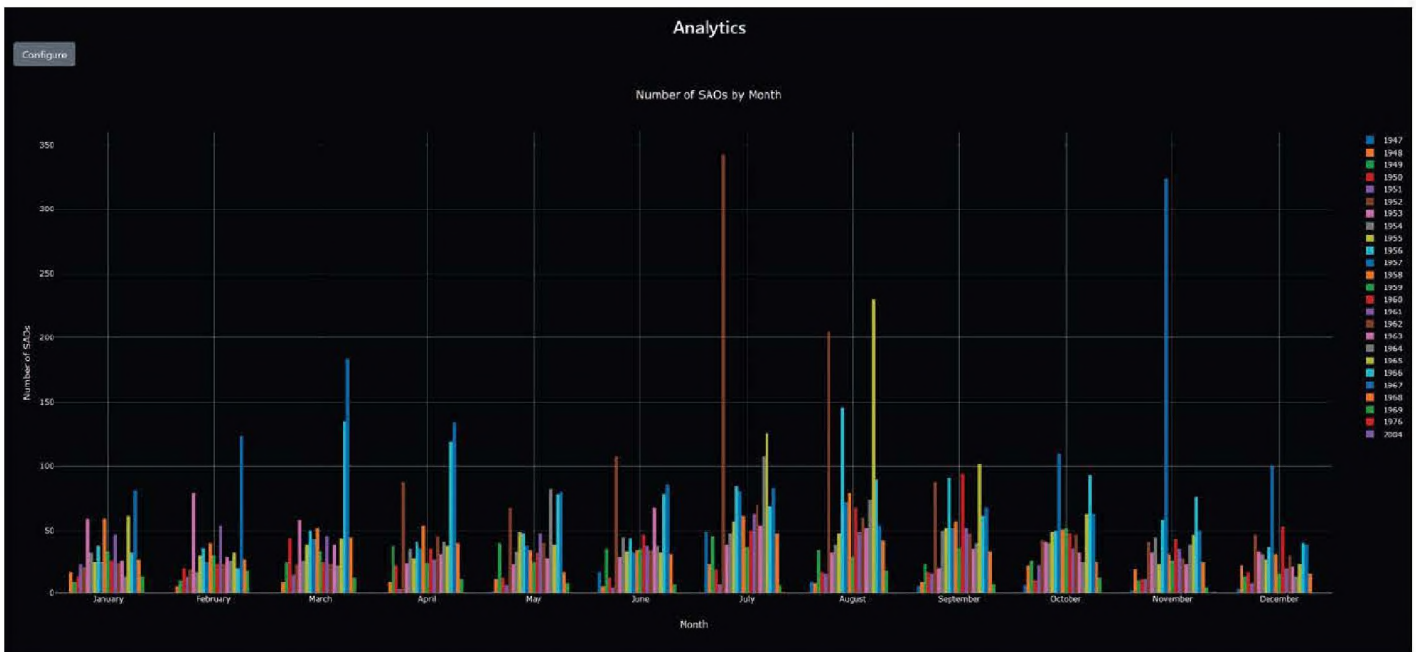 Analytics
Configure
Number of SAOs by Month
350
300
250
200
150
100
50
0
Number of SAOs
January
February
March
April
May
June
July
August
September
October
November
December
Month
1947
1948
1949
1950
1951
1952
1953
1954
1955
1956
1957
1958
1959
1960
1961
1962
1963
1964
1965
1966
1967
1968
1969
1976
2004